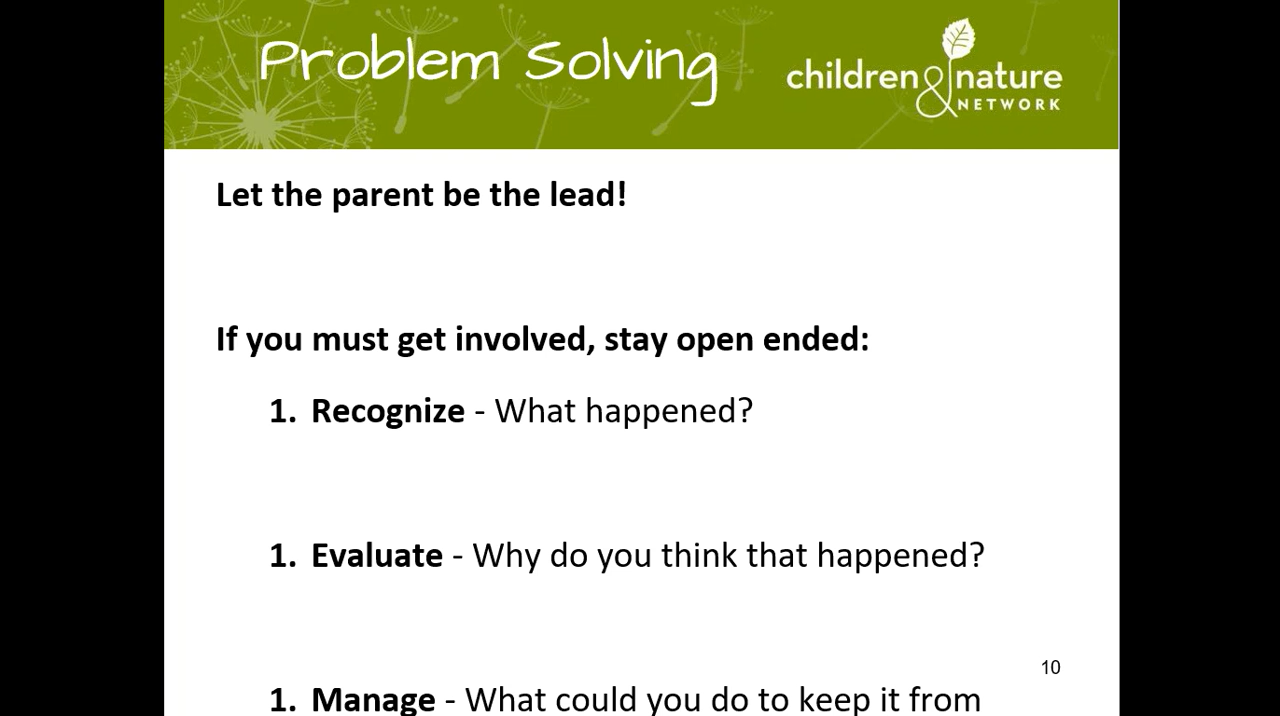 Problem Solving
children & nature
NETWORK
Let the parent be the lead!
If you must get involved, stay open ended:
1. Recognize - What happened?
1. Evaluate - Why do you think that happened?
10
1. Manage - What could you do to keep it from